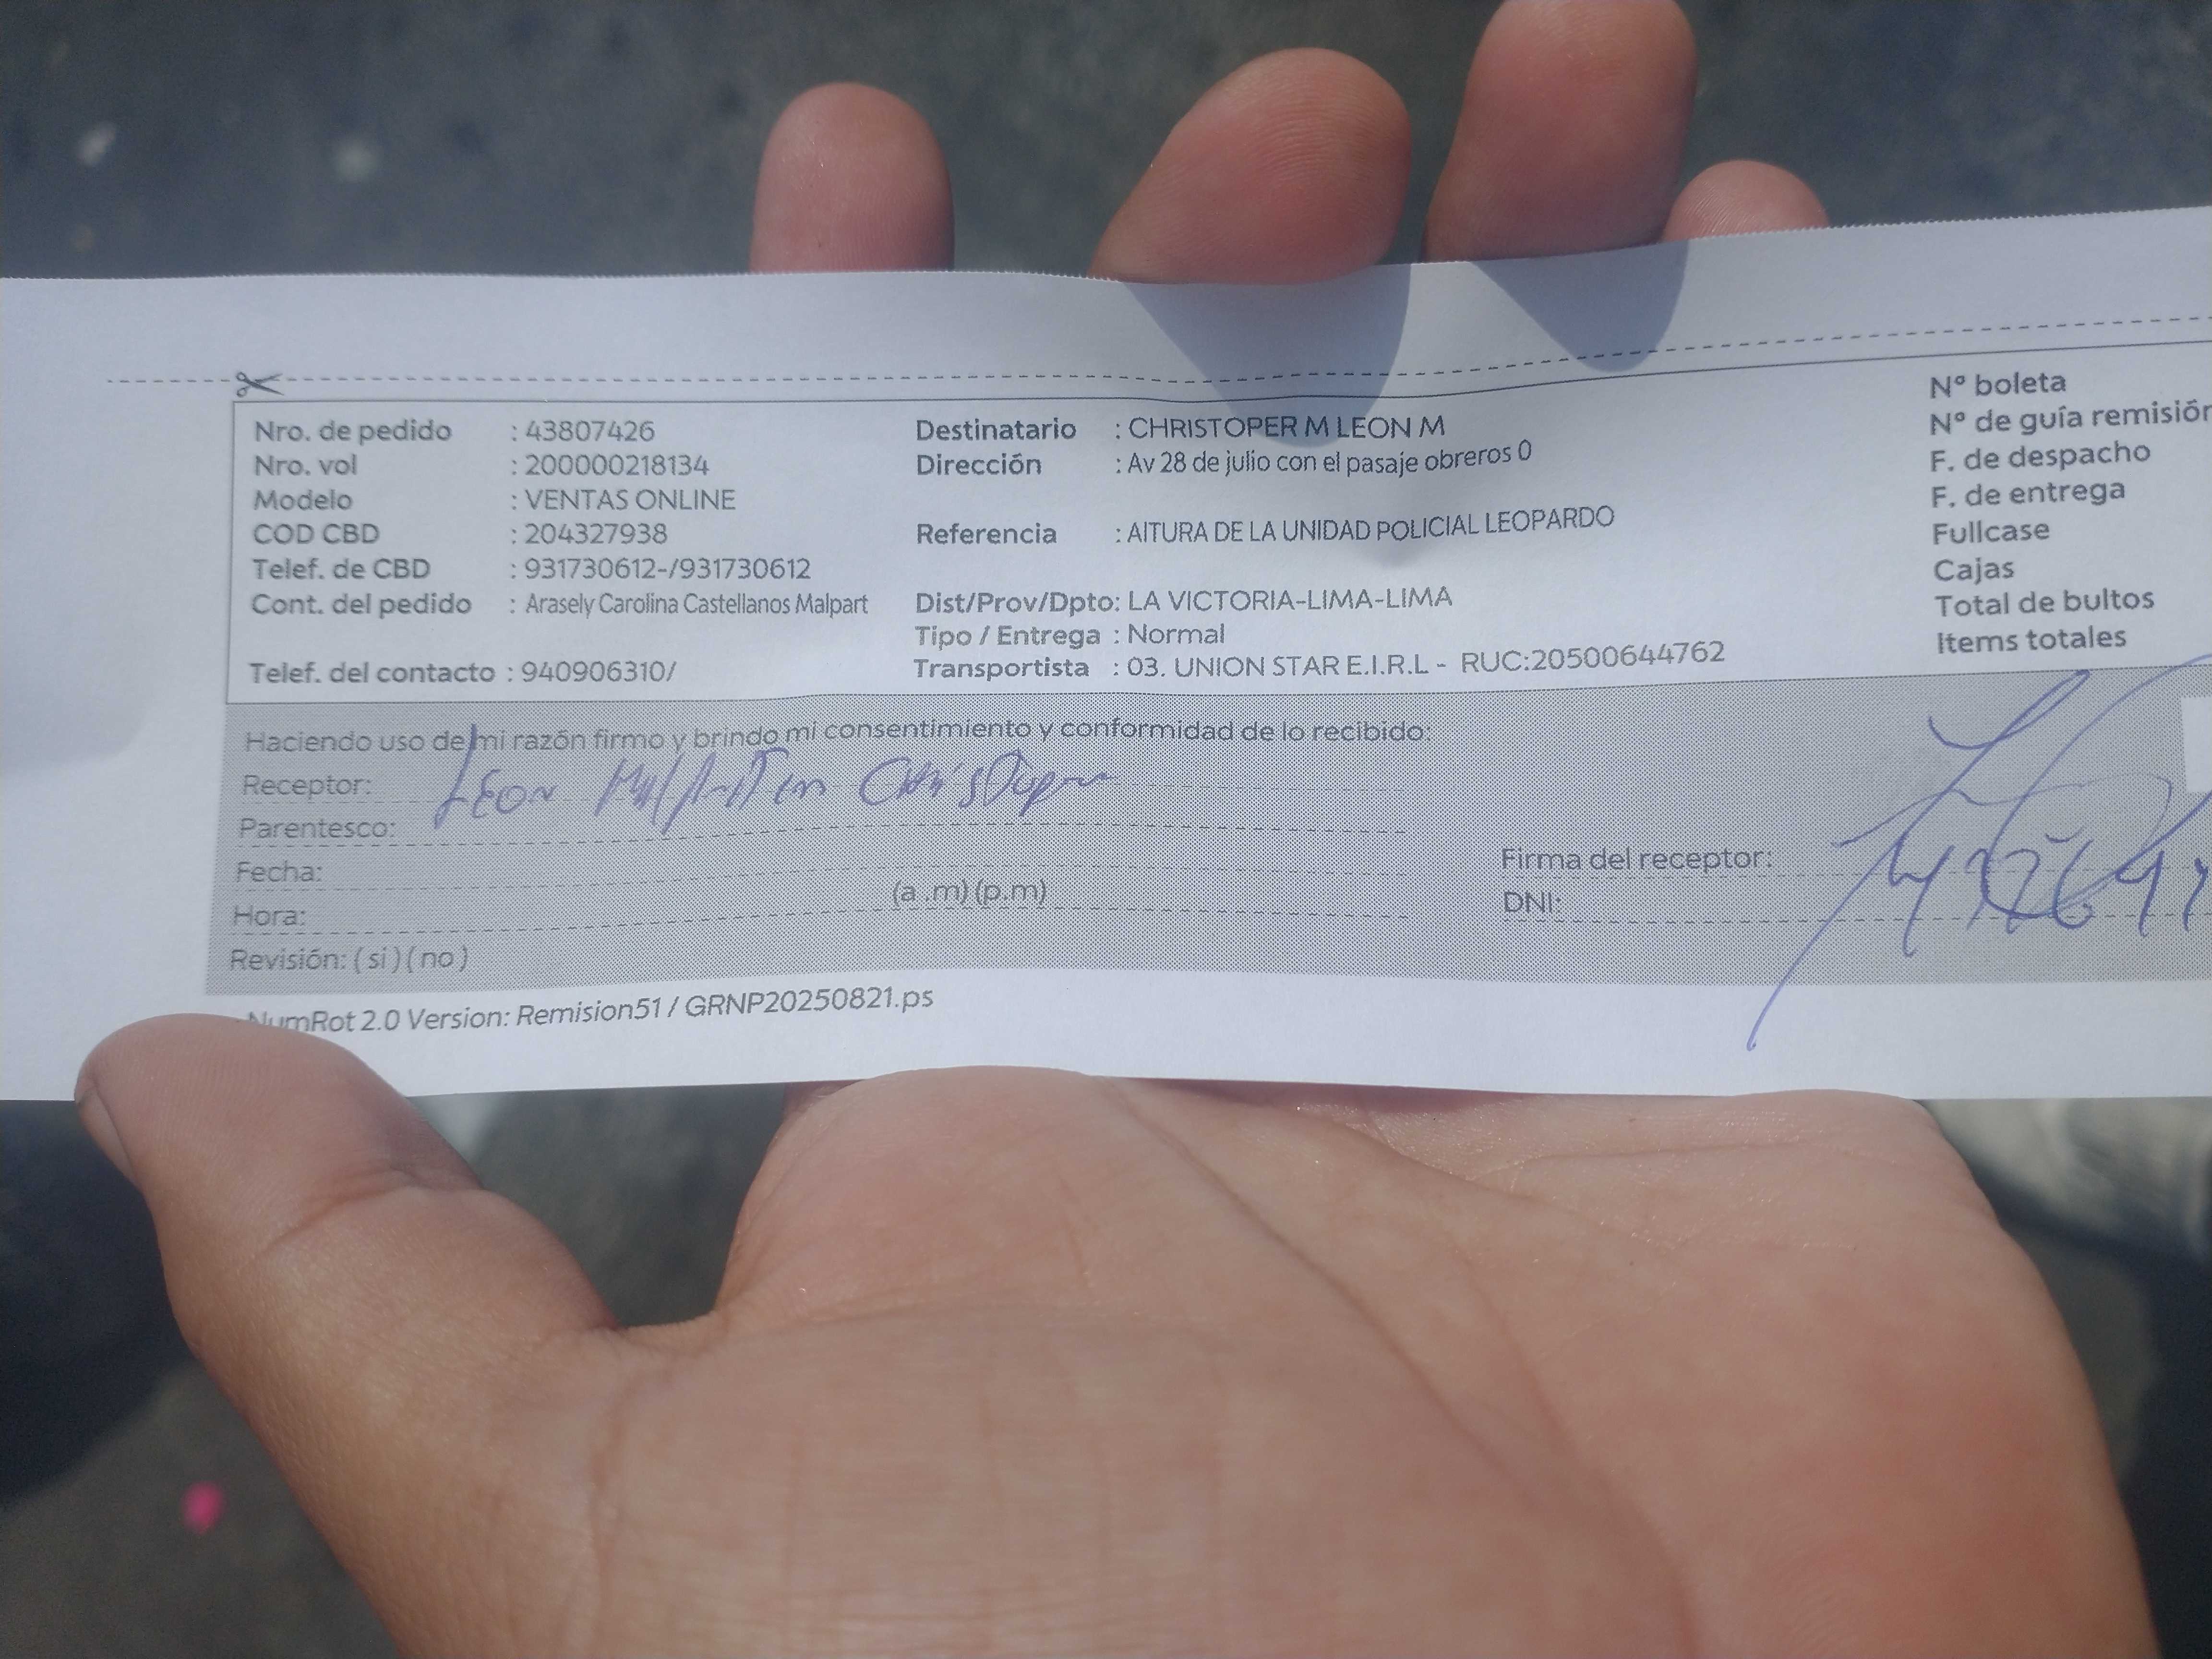 Nro. de pedido : 43807426
Nro. vol : 200000218134
Modelo : VENTAS ONLINE
COD CBD : 204327938
Telef. de CBD : 931730612-/931730612
Cont. del pedido : Arasely Carolina Castellanos Malpart
Telef. del contacto : 940906310/
Destinatario : CHRISTOPER M LEON M
Dirección : Av 28 de julio con el pasaje obreros 0
Referencia : AITURA DE LA UNIDAD POLICIAL LEOPARDO
Dist/Prov/Dpto: LA VICTORIA-LIMA-LIMA
Tipo / Entrega : Normal
Transportista : 03. UNION STAR E.I.R.L - RUC:20500644762
Nº boleta
Nº de guía remisión
F. de despacho
F. de entrega
Fullcase
Cajas
Total de bultos
Items totales
Haciendo uso de mi razón firmo y brindo mi consentimiento y conformidad de lo recibido:
Receptor: Leon
Parentesco:
Fecha:
Hora: (a .m) (p.m)
Revisión: ( si ) ( no )
Firma del receptor:
DNI:
NumRot 2.0 Version: Remision51 / GRNP20250821.ps